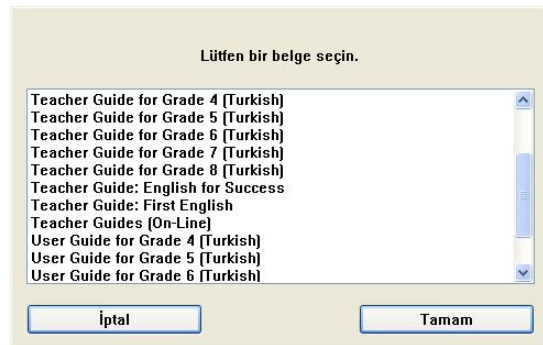 Lütfen bir belge seçin.
Teacher Guide for Grade 4 (Turkish)
Teacher Guide for Grade 5 (Turkish)
Teacher Guide for Grade 6 (Turkish)
Teacher Guide for Grade 7 (Turkish)
Teacher Guide for Grade 8 (Turkish)
Teacher Guide: English for Success
Teacher Guide: First English
Teacher Guides (On-Line)
User Guide for Grade 4 (Turkish)
User Guide for Grade 5 (Turkish)
User Guide for Grade 6 (Turkish)
İptal Tamam